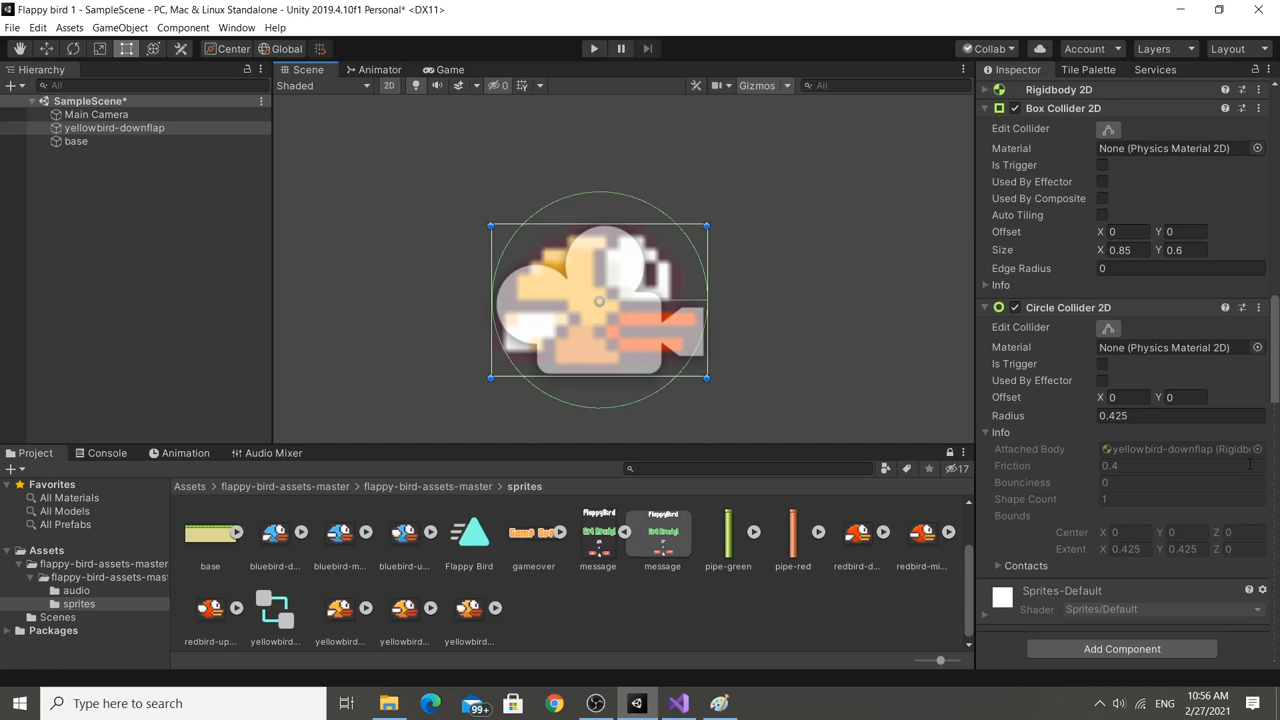 Flappy bird 1 - SampleScene - PC, Mac & Linux Standalone - Unity 2019.4.10f1 Personal* <DX11>
File Edit Assets GameObject Component Window Help
Center Global Collab Account Layers Layout
Hierarchy Scene Animator Game Inspector Tile Palette Services
All Shaded 2D 0 Gizmos All
SampleScene*
Main Camera
yellowbird-downflap
base
Rigidbody 2D
Box Collider 2D
Edit Collider
Material None (Physics Material 2D)
Is Trigger
Used By Effector
Used By Composite
Auto Tiling
Offset X 0 Y 0
Size X 0.85 Y 0.6
Edge Radius 0
Info
Circle Collider 2D
Edit Collider
Material None (Physics Material 2D)
Is Trigger
Used By Effector
Offset X 0 Y 0
Radius 0.425
Info
Attached Body yellowbird-downflap (Rigidbo
Friction 0.4
Bounciness 0
Shape Count 1
Bounds
Center X 0 Y 0 Z 0
Extent X 0.425 Y 0.425 Z 0
Contacts
Sprites-Default
Shader Sprites/Default
Add Component
Project Console Animation Audio Mixer
17
Favorites
All Materials
All Models
All Prefabs
Assets
flappy-bird-assets-master
flappy-bird-assets-mast
audio
sprites
Scenes
Packages
Assets > flappy-bird-assets-master > flappy-bird-assets-master > sprites
base bluebird-d... bluebird-m... bluebird-u... Flappy Bird gameover message message pipe-green pipe-red redbird-d... redbird-mi...
redbird-up... yellowbird... yellowbird... yellowbird... yellowbird...
Type here to search
99+
ENG
10:56 AM
2/27/2021